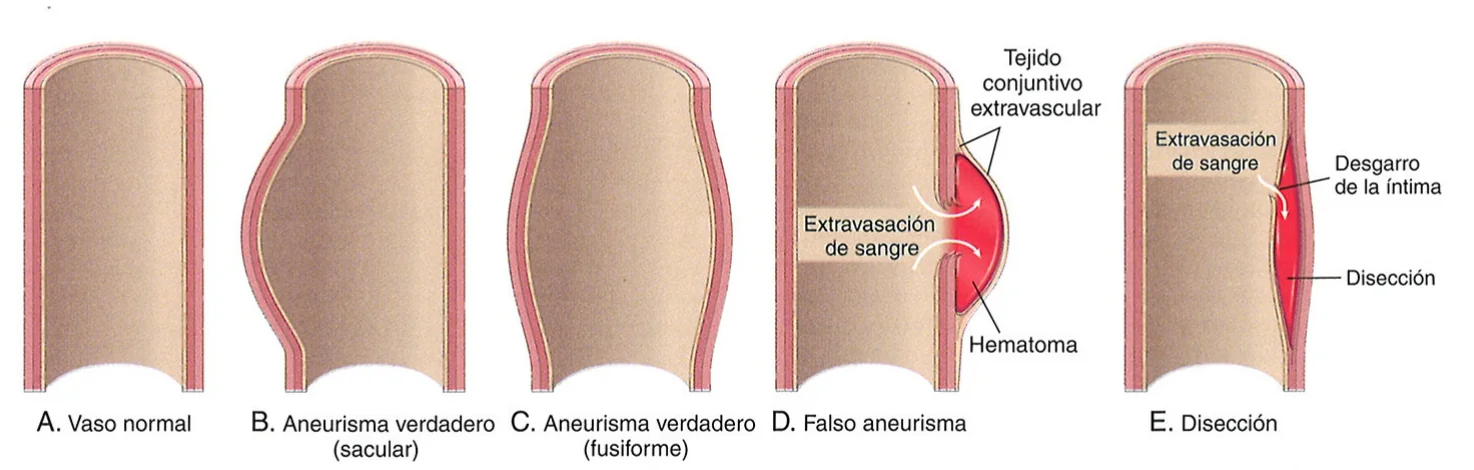 Tejido
conjuntivo
extravascular
Extravasación
de sangre
Hematoma
Extravasación
de sangre
Desgarro
de la íntima
Disección
A. Vaso normal
B. Aneurisma verdadero
(sacular)
C. Aneurisma verdadero
(fusiforme)
D. Falso aneurisma
E. Disección